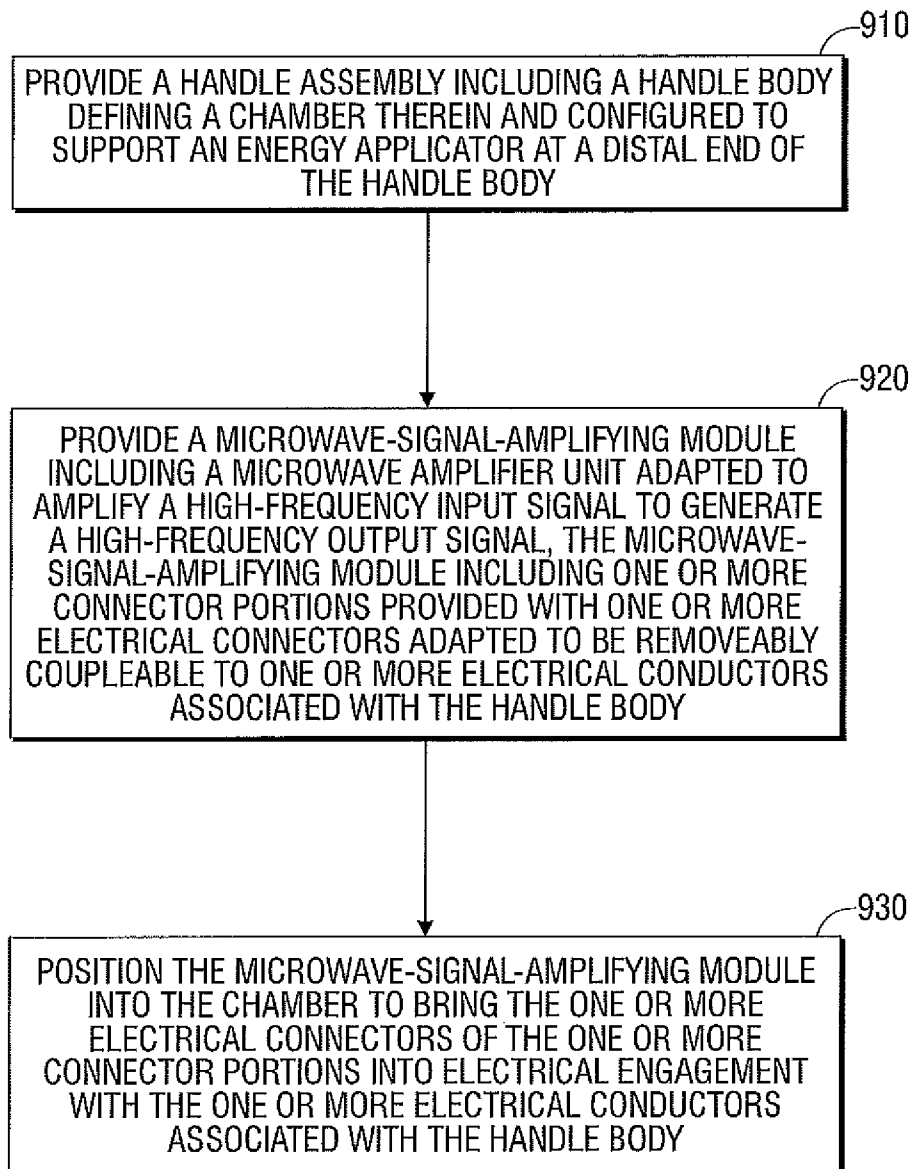 910
PROVIDE A HANDLE ASSEMBLY INCLUDING A HANDLE BODY
DEFINING A CHAMBER THEREIN AND CONFIGURED TO
SUPPORT AN ENERGY APPLICATOR AT A DISTAL END OF
THE HANDLE BODY
920
PROVIDE A MICROWAVE-SIGNAL-AMPLIFYING MODULE
INCLUDING A MICROWAVE AMPLIFIER UNIT ADAPTED TO
AMPLIFY A HIGH-FREQUENCY INPUT SIGNAL TO GENERATE
A HIGH-FREQUENCY OUTPUT SIGNAL, THE MICROWAVE-
SIGNAL-AMPLIFYING MODULE INCLUDING ONE OR MORE
CONNECTOR PORTIONS PROVIDED WITH ONE OR MORE
ELECTRICAL CONNECTORS ADAPTED TO BE REMOVEABLY
COUPLEABLE TO ONE OR MORE ELECTRICAL CONDUCTORS
ASSOCIATED WITH THE HANDLE BODY
930
POSITION THE MICROWAVE-SIGNAL-AMPLIFYING MODULE
INTO THE CHAMBER TO BRING THE ONE OR MORE
ELECTRICAL CONNECTORS OF THE ONE OR MORE
CONNECTOR PORTIONS INTO ELECTRICAL ENGAGEMENT
WITH THE ONE OR MORE ELECTRICAL CONDUCTORS
ASSOCIATED WITH THE HANDLE BODY